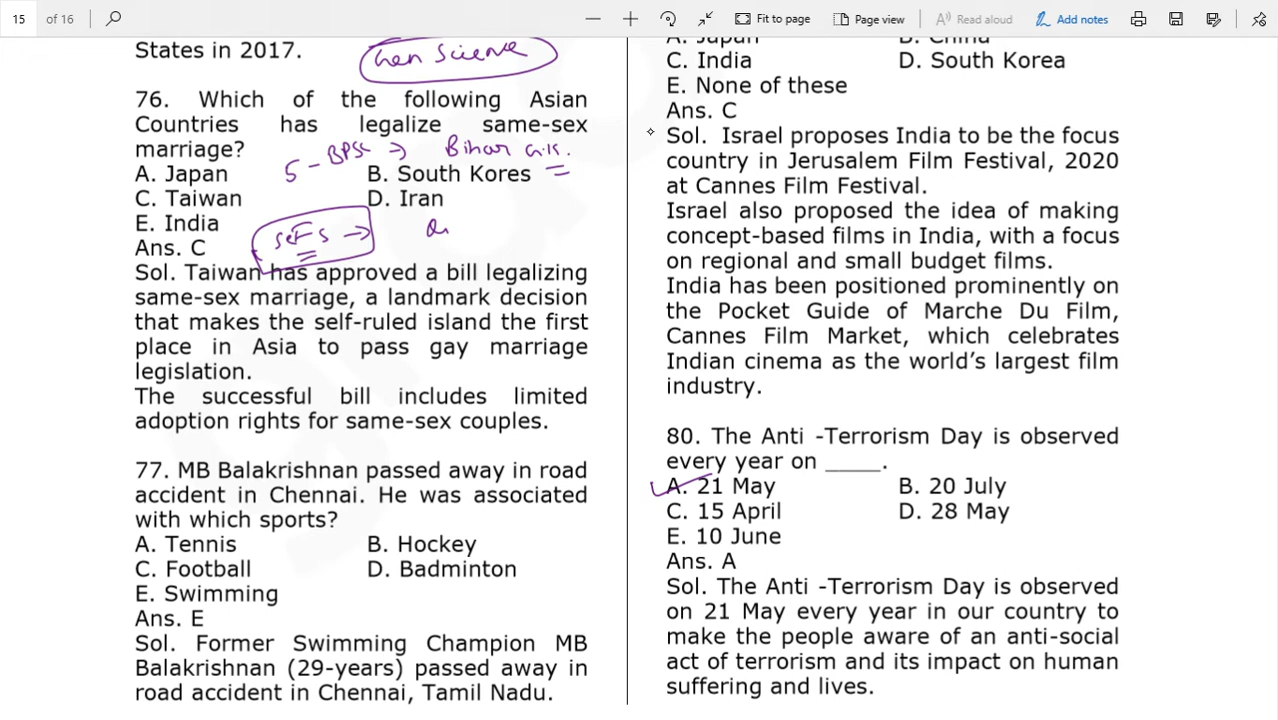 15 of 16
Fit to page
Page view
Read aloud
Add notes
States in 2017.
Gen Science
76. Which of the following Asian
Countries has legalize same-sex
marriage?
5 - BPSC → Bihar G.K.
A. Japan B. South Kores
C. Taiwan D. Iran
E. India
Ans. C
Sol. Taiwan has approved a bill legalizing
same-sex marriage, a landmark decision
that makes the self-ruled island the first
place in Asia to pass gay marriage
legislation.
The successful bill includes limited
adoption rights for same-sex couples.
77. MB Balakrishnan passed away in road
accident in Chennai. He was associated
with which sports?
A. Tennis B. Hockey
C. Football D. Badminton
E. Swimming
Ans. E
Sol. Former Swimming Champion MB
Balakrishnan (29-years) passed away in
road accident in Chennai, Tamil Nadu.
A. Japan B. China
C. India D. South Korea
E. None of these
Ans. C
Sol. Israel proposes India to be the focus
country in Jerusalem Film Festival, 2020
at Cannes Film Festival.
Israel also proposed the idea of making
concept-based films in India, with a focus
on regional and small budget films.
India has been positioned prominently on
the Pocket Guide of Marche Du Film,
Cannes Film Market, which celebrates
Indian cinema as the world’s largest film
industry.
80. The Anti -Terrorism Day is observed
every year on _____.
A. 21 May B. 20 July
C. 15 April D. 28 May
E. 10 June
Ans. A
Sol. The Anti -Terrorism Day is observed
on 21 May every year in our country to
make the people aware of an anti-social
act of terrorism and its impact on human
suffering and lives.